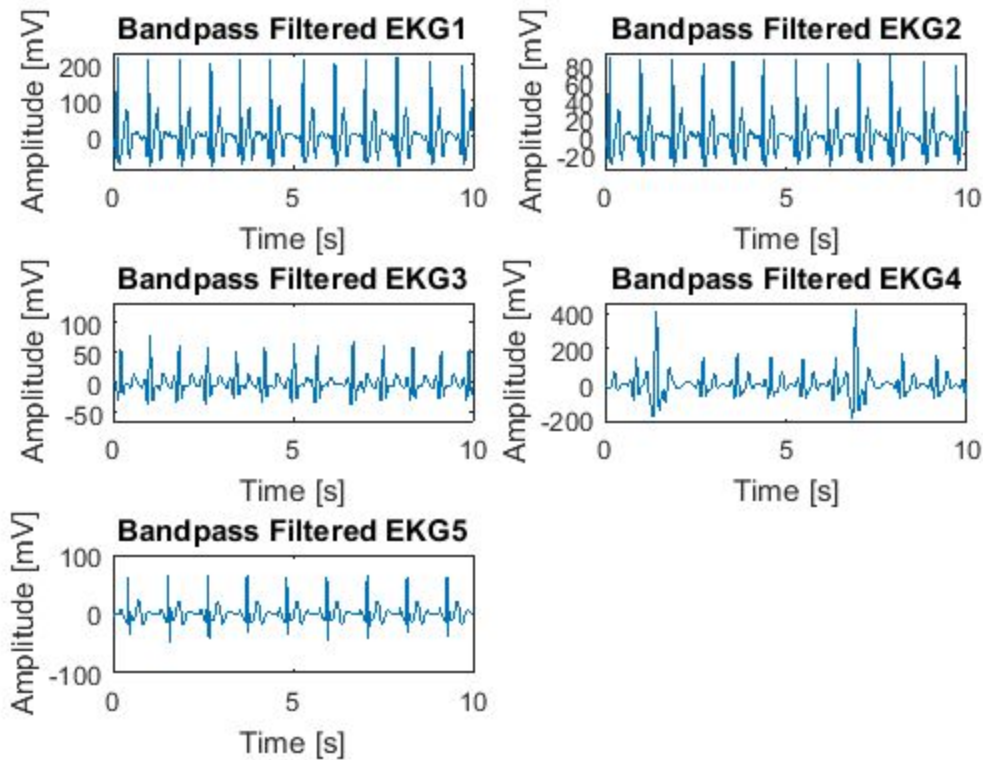 Bandpass Filtered EKG1
Amplitude [mV]
200
100
0
0
5
10
Time [s]
Bandpass Filtered EKG2
Amplitude [mV]
80
60
40
20
0
-20
0
5
10
Time [s]
Bandpass Filtered EKG3
Amplitude [mV]
100
50
0
-50
0
5
10
Time [s]
Bandpass Filtered EKG4
Amplitude [mV]
400
200
0
-200
0
5
10
Time [s]
Bandpass Filtered EKG5
Amplitude [mV]
100
0
-100
0
5
10
Time [s]